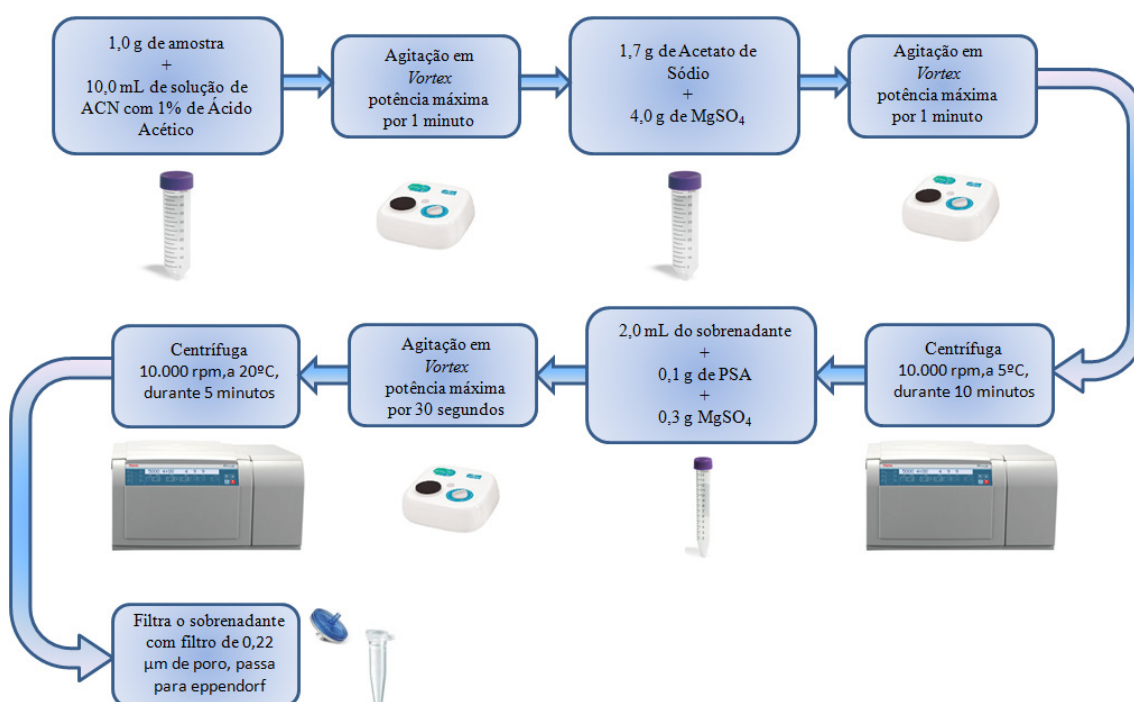 1,0 g de amostra
+
10,0 mL de solução de
ACN com 1% de Ácido
Acético
Agitação em
Vortex
potência máxima
por 1 minuto
1,7 g de Acetato de
Sódio
+
4,0 g de MgSO₄
Agitação em
Vortex
potência máxima
por 1 minuto
Centrífuga
10.000 rpm,a 5ºC,
durante 10 minutos
2,0 mL do sobrenadante
+
0,1 g de PSA
+
0,3 g MgSO₄
Agitação em
Vortex
potência máxima
por 30 segundos
Centrífuga
10.000 rpm,a 20ºC,
durante 5 minutos
Filtra o sobrenadante
com filtro de 0,22
µm de poro, passa
para eppendorf